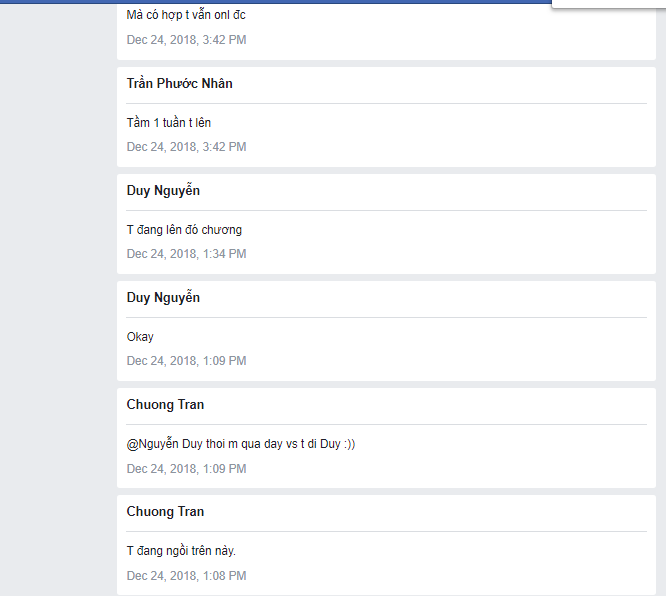 Mà có hợp t vẫn onl đc
Dec 24, 2018, 3:42 PM
Trần Phước Nhân
Tầm 1 tuần t lên
Dec 24, 2018, 3:42 PM
Duy Nguyễn
T đang lên đó chương
Dec 24, 2018, 1:34 PM
Duy Nguyễn
Okay
Dec 24, 2018, 1:09 PM
Chuong Tran
@Nguyễn Duy thoi m qua day vs t di Duy :))
Dec 24, 2018, 1:09 PM
Chuong Tran
T đang ngồi trên này.
Dec 24, 2018, 1:08 PM